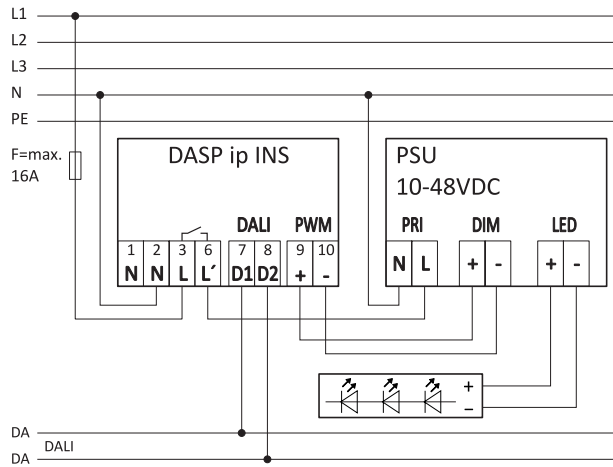 L1
L2
L3
N
PE
F=max.
16A
DASP ip INS
PSU
10-48VDC
DALI PWM
PRI DIM LED
1 2 3 6 7 8 9 10
N N L L´ D1 D2 + -
N L + - + -
+
-
DA
DALI
DA